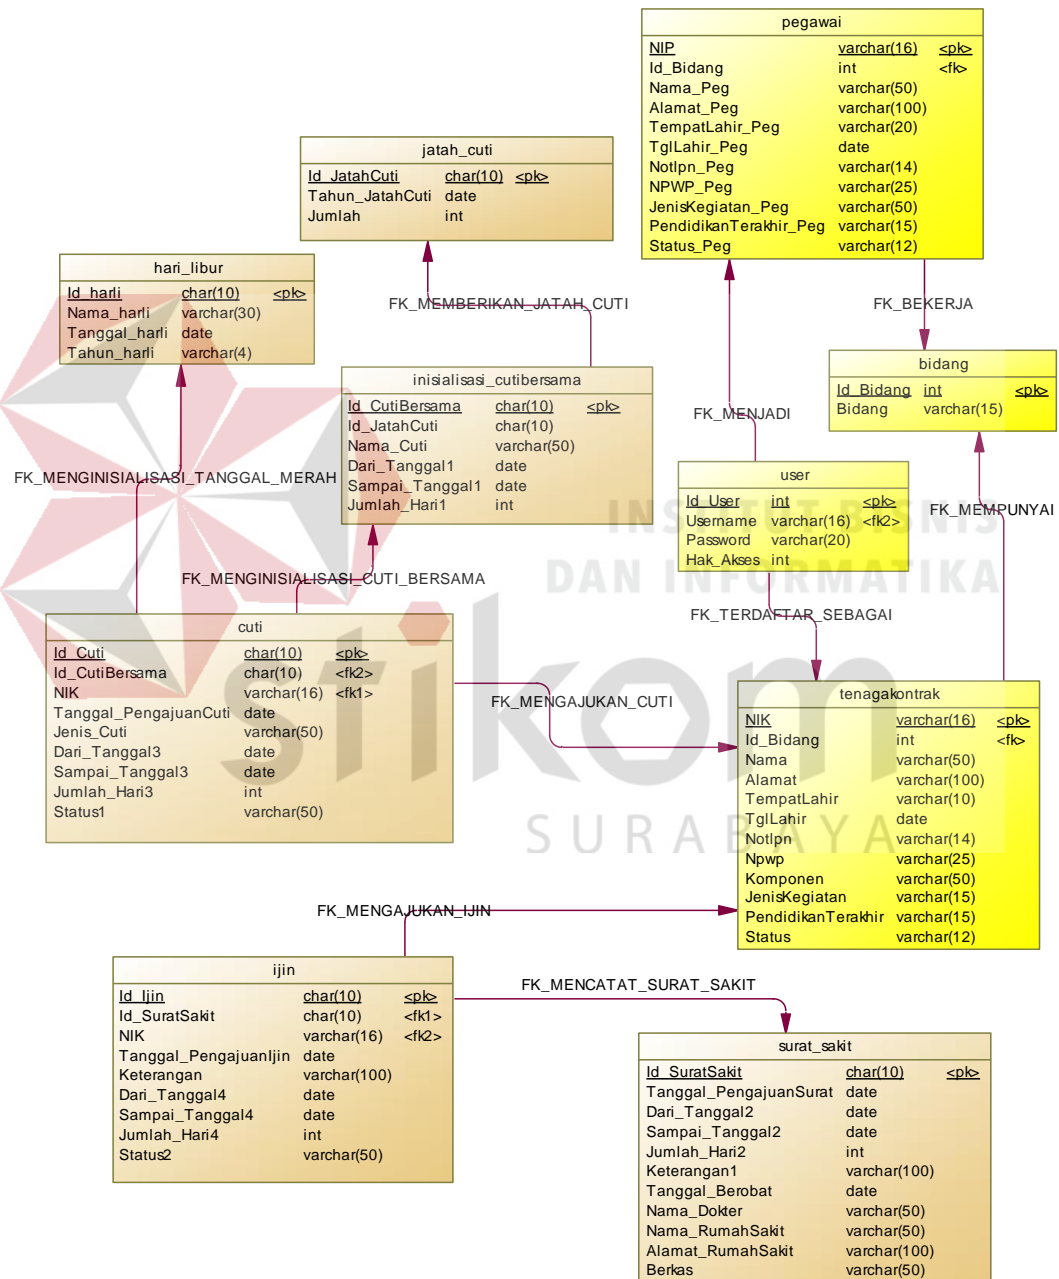 pegawai
NIP varchar(16) <pk>
Id_Bidang int <fk>
Nama_Peg varchar(50)
Alamat_Peg varchar(100)
TempatLahir_Peg varchar(20)
TglLahir_Peg date
Notlpn_Peg varchar(14)
NPWP_Peg varchar(25)
JenisKegiatan_Peg varchar(50)
PendidikanTerakhir_Peg varchar(15)
Status_Peg varchar(12)
jatah_cuti
Id_JatahCuti char(10) <pk>
Tahun_JatahCuti date
Jumlah int
hari_libur
Id_harli char(10) <pk>
Nama_harli varchar(30)
Tanggal_harli date
Tahun_harli varchar(4)
FK_MEMBERIKAN_JATAH_CUTI
FK_BEKERJA
bidang
Id_Bidang int <pk>
Bidang varchar(15)
inisialisasi_cutibersama
Id_CutiBersama char(10) <pk>
Id_JatahCuti char(10)
Nama_Cuti varchar(50)
Dari_Tanggal1 date
Sampai_Tanggal1 date
Jumlah_Hari1 int
FK_MENJADI
FK_MENGINISIALISASI_TANGGAL_MERAH
user
Id_User int <pk>
Username varchar(16) <fk2>
Password varchar(20)
Hak_Akses int
FK_MEMPUNYAI
INSTITUT BISNIS
DAN INFORMATIKA
FK_MENGINISIALISASI_CUTI_BERSAMA
FK_TERDAFTAR_SEBAGAI
cuti
Id_Cuti char(10) <pk>
Id_CutiBersama char(10) <fk2>
NIK varchar(16) <fk1>
Tanggal_PengajuanCuti date
Jenis_Cuti varchar(50)
Dari_Tanggal3 date
Sampai_Tanggal3 date
Jumlah_Hari3 int
Status1 varchar(50)
stikom
SURABAYA
FK_MENGAJUKAN_CUTI
tenagakontrak
NIK varchar(16) <pk>
Id_Bidang int <fk>
Nama varchar(50)
Alamat varchar(100)
TempatLahir varchar(10)
TglLahir date
Notlpn varchar(14)
Npwp varchar(25)
Komponen varchar(50)
JenisKegiatan varchar(15)
PendidikanTerakhir varchar(15)
Status varchar(12)
FK_MENGAJUKAN_IJIN
ijin
Id_Ijin char(10) <pk>
Id_SuratSakit char(10) <fk1>
NIK varchar(16) <fk2>
Tanggal_PengajuanIjin date
Keterangan varchar(100)
Dari_Tanggal4 date
Sampai_Tanggal4 date
Jumlah_Hari4 int
Status2 varchar(50)
FK_MENCATAT_SURAT_SAKIT
surat_sakit
Id_SuratSakit char(10) <pk>
Tanggal_PengajuanSurat date
Dari_Tanggal2 date
Sampai_Tanggal2 date
Jumlah_Hari2 int
Keterangan1 varchar(100)
Tanggal_Berobat date
Nama_Dokter varchar(50)
Nama_RumahSakit varchar(50)
Alamat_RumahSakit varchar(100)
Berkas varchar(50)